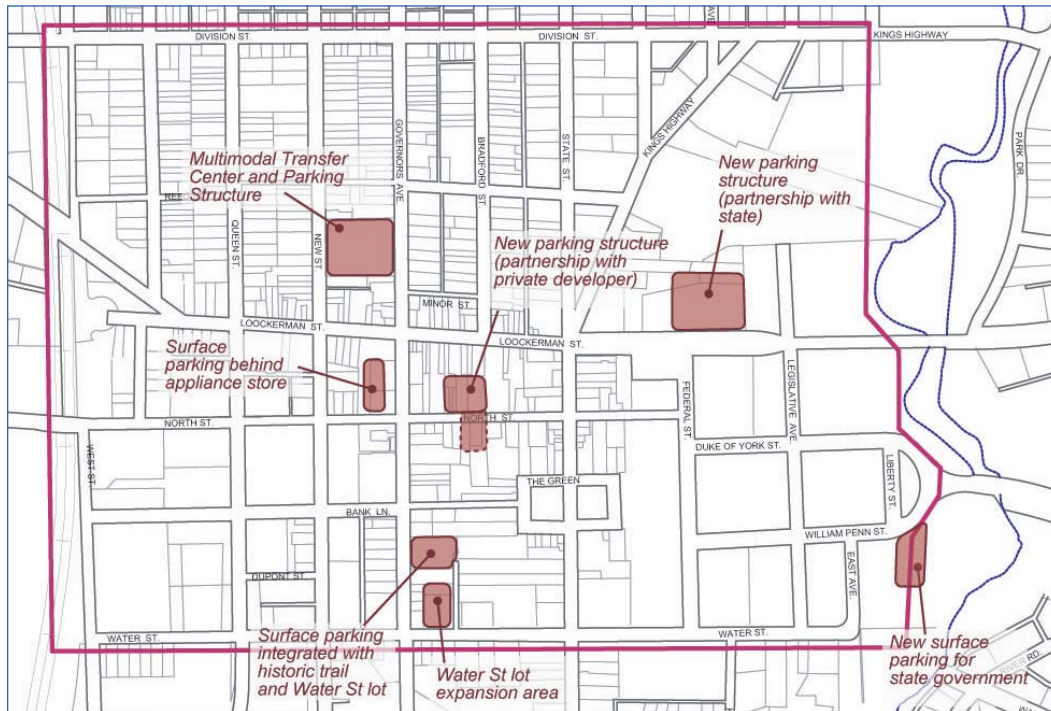 AVE
DIVISION ST.
DIVISION ST.
KINGS HIGHWAY
GOVERNORS AVE
BRADFORD ST.
STATE ST.
KINGS HIGHWAY
PARK DR.
Multimodal Transfer
Center and Parking
Structure
New parking
structure
(partnership with
state)
REE
QUEEN ST.
NEW ST.
New parking structure
(partnership with
private developer)
MINOR ST.
LOOCKERMAN ST.
LOOCKERMAN ST.
Surface
parking behind
appliance store
LEGISLATIVE AVE.
FEDERAL ST.
NORTH ST.
NORTH ST.
WEST ST.
DUKE OF YORK ST.
LIBERTY ST.
THE GREEN
BANK LN.
WILLIAM PENN ST.
EAST AVE.
DUPONT ST.
WATER ST.
WATER ST.
Surface parking
integrated with
historic trail
and Water St lot
Water St lot
expansion area
New surface
parking for
state government
RIVER RD.